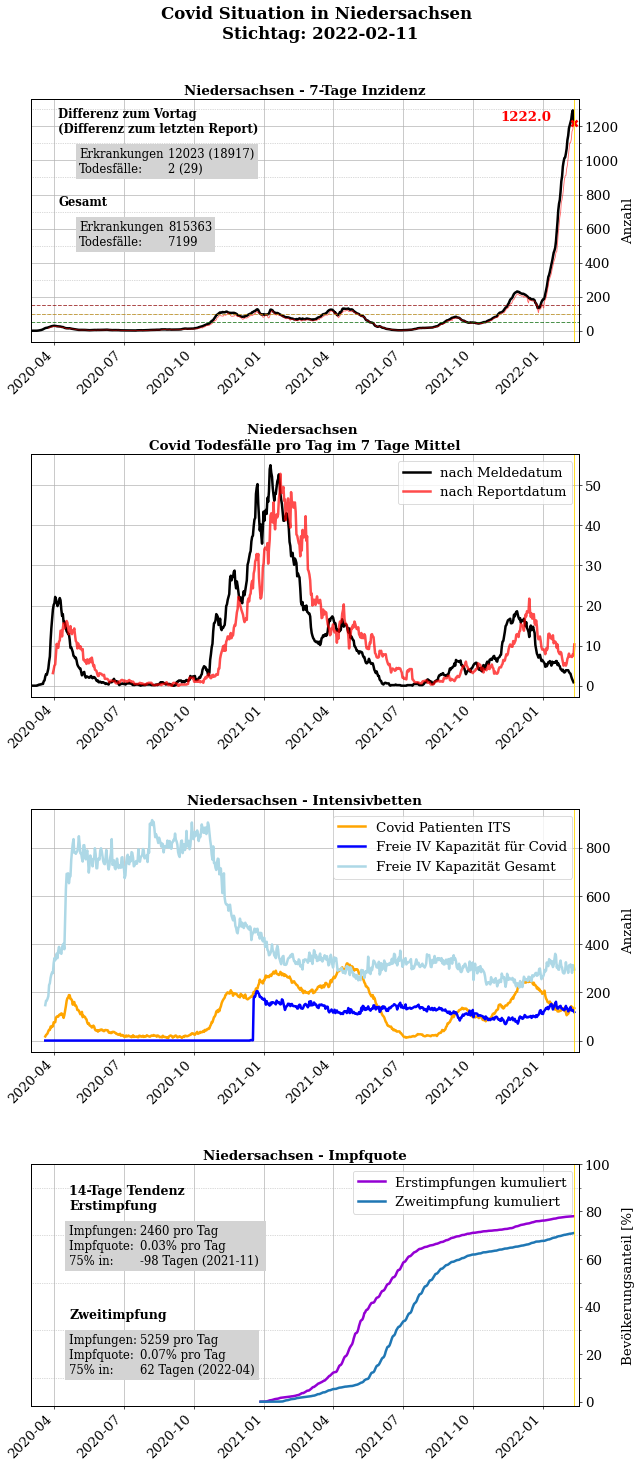 Covid Situation in Niedersachsen
Stichtag: 2022-02-11
Niedersachsen - 7-Tage Inzidenz
Differenz zum Vortag
(Differenz zum letzten Report)
Erkrankungen 12023 (18917)
Todesfälle: 2 (29)
Gesamt
Erkrankungen 815363
Todesfälle: 7199
1222.0
1200
1000
800
600
400
200
0
Anzahl
2020-04
2020-07
2020-10
2021-01
2021-04
2021-07
2021-10
2022-01
Niedersachsen
Covid Todesfälle pro Tag im 7 Tage Mittel
nach Meldedatum
nach Reportdatum
50
40
30
20
10
0
2020-04
2020-07
2020-10
2021-01
2021-04
2021-07
2021-10
2022-01
Niedersachsen - Intensivbetten
Covid Patienten ITS
Freie IV Kapazität für Covid
Freie IV Kapazität Gesamt
800
600
400
200
0
Anzahl
2020-04
2020-07
2020-10
2021-01
2021-04
2021-07
2021-10
2022-01
Niedersachsen - Impfquote
14-Tage Tendenz
Erstimpfung
Impfungen: 2460 pro Tag
Impfquote: 0.03% pro Tag
75% in: -98 Tagen (2021-11)
Zweitimpfung
Impfungen: 5259 pro Tag
Impfquote: 0.07% pro Tag
75% in: 62 Tagen (2022-04)
Erstimpfungen kumuliert
Zweitimpfung kumuliert
100
80
60
40
20
0
Bevölkerungsanteil [%]
2020-04
2020-07
2020-10
2021-01
2021-04
2021-07
2021-10
2022-01